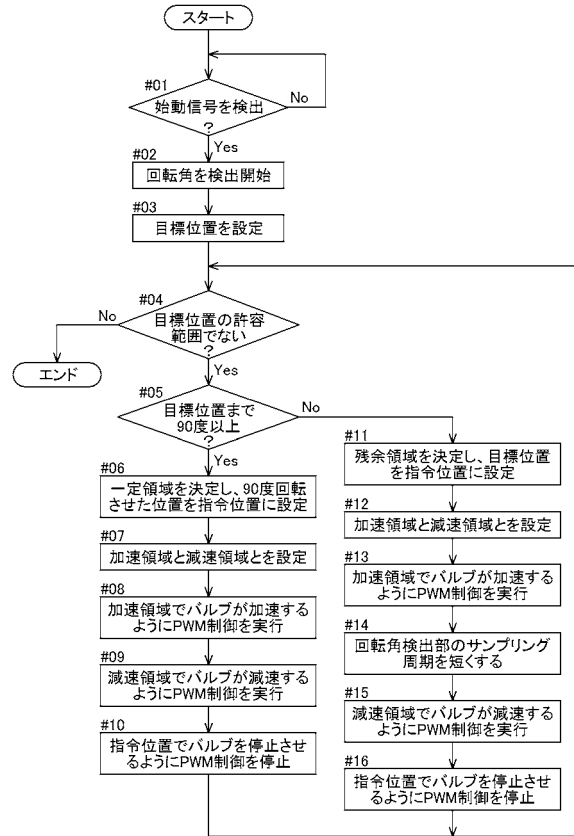 スタート
#01
始動信号を検出
?
No
Yes
#02
回転角を検出開始
#03
目標位置を設定
#04
目標位置の許容
範囲でない
?
No
エンド
Yes
#05
目標位置まで
90度以上
?
No
Yes
#06
一定領域を決定し、90度回転
させた位置を指令位置に設定
#07
加速領域と減速領域とを設定
#08
加速領域でバルブが加速する
ようにPWM制御を実行
#09
減速領域でバルブが減速する
ようにPWM制御を実行
#10
指令位置でバルブを停止させ
るようにPWM制御を停止
#11
残余領域を決定し、目標位置
を指令位置に設定
#12
加速領域と減速領域とを設定
#13
加速領域でバルブが加速する
ようにPWM制御を実行
#14
回転角検出部のサンプリング
周期を短くする
#15
減速領域でバルブが減速する
ようにPWM制御を実行
#16
指令位置でバルブを停止させ
るようにPWM制御を停止